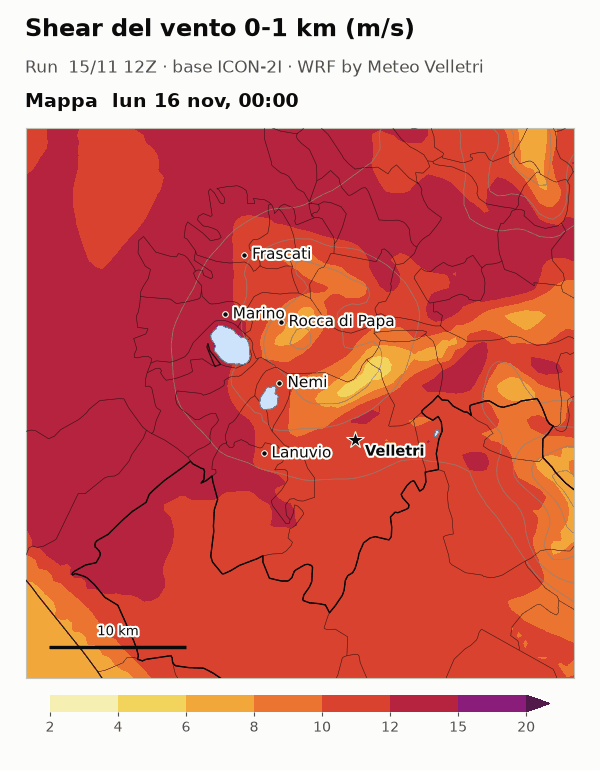 Shear del vento 0-1 km (m/s)
Run  15/11 12Z · base ICON-2I · WRF by Meteo Velletri
Mappa  lun 16 nov, 00:00
Frascati
Marino
Rocca di Papa
Nemi
Velletri
Lanuvio
10 km
2 4 6 8 10 12 15 20